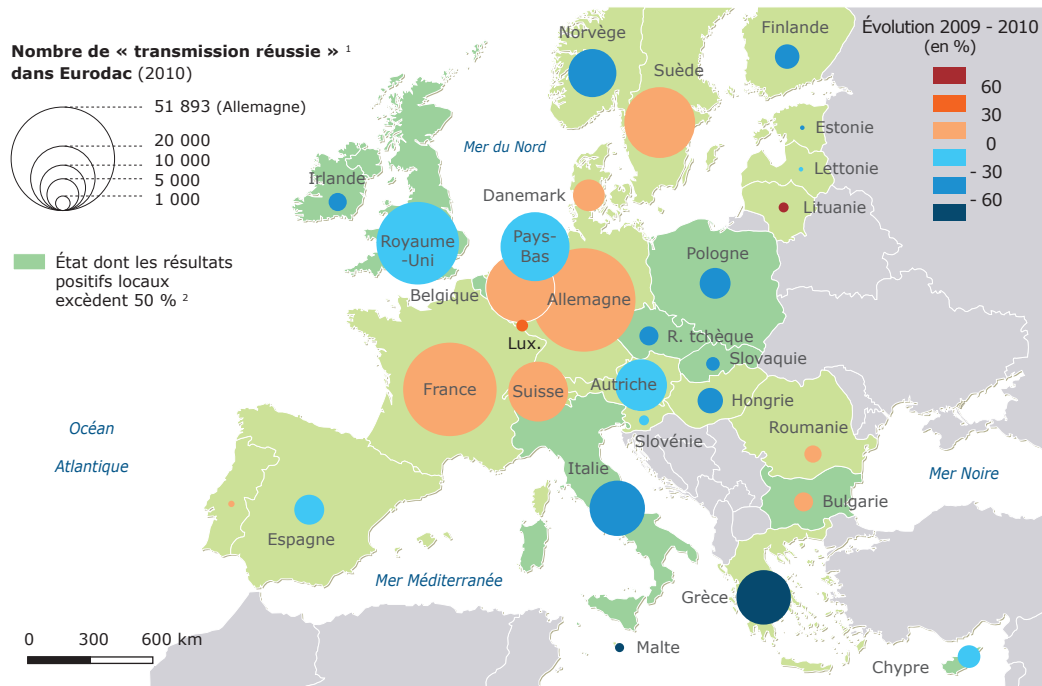 Nombre de « transmission réussie » ¹
dans Eurodac (2010)
51 893 (Allemagne)
20 000
10 000
5 000
1 000
État dont les résultats
positifs locaux
excèdent 50 % ²
Évolution 2009 - 2010
(en %)
60
30
0
- 30
- 60
Norvège
Finlande
Suède
Mer du Nord
Estonie
Lettonie
Irlande
Danemark
Lituanie
Royaume
-Uni
Pays-
Bas
Pologne
Belgique
Allemagne
Lux.
R. tchèque
Slovaquie
France
Suisse
Autriche
Hongrie
Océan
Atlantique
Slovénie
Roumanie
Italie
Mer Noire
Bulgarie
Espagne
Mer Méditerranée
Grèce
Malte
Chypre
0 300 600 km